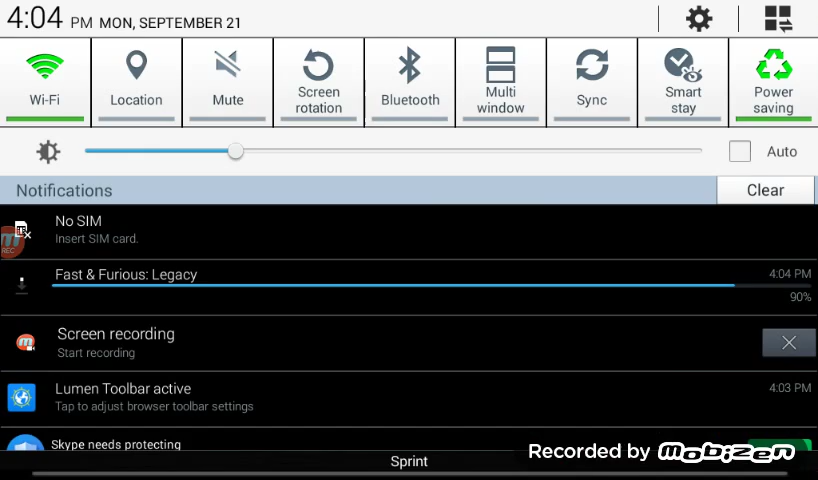 4:04 PM MON, SEPTEMBER 21
Wi-Fi
Location
Mute
Screen rotation
Bluetooth
Multi window
Sync
Smart stay
Power saving
Auto
Notifications
Clear
No SIM
Insert SIM card.
REC
Fast & Furious: Legacy 4:04 PM
90%
Screen recording
Start recording
Lumen Toolbar active 4:03 PM
Tap to adjust browser toolbar settings
Skype needs protecting
Recorded by Mobizen
Sprint